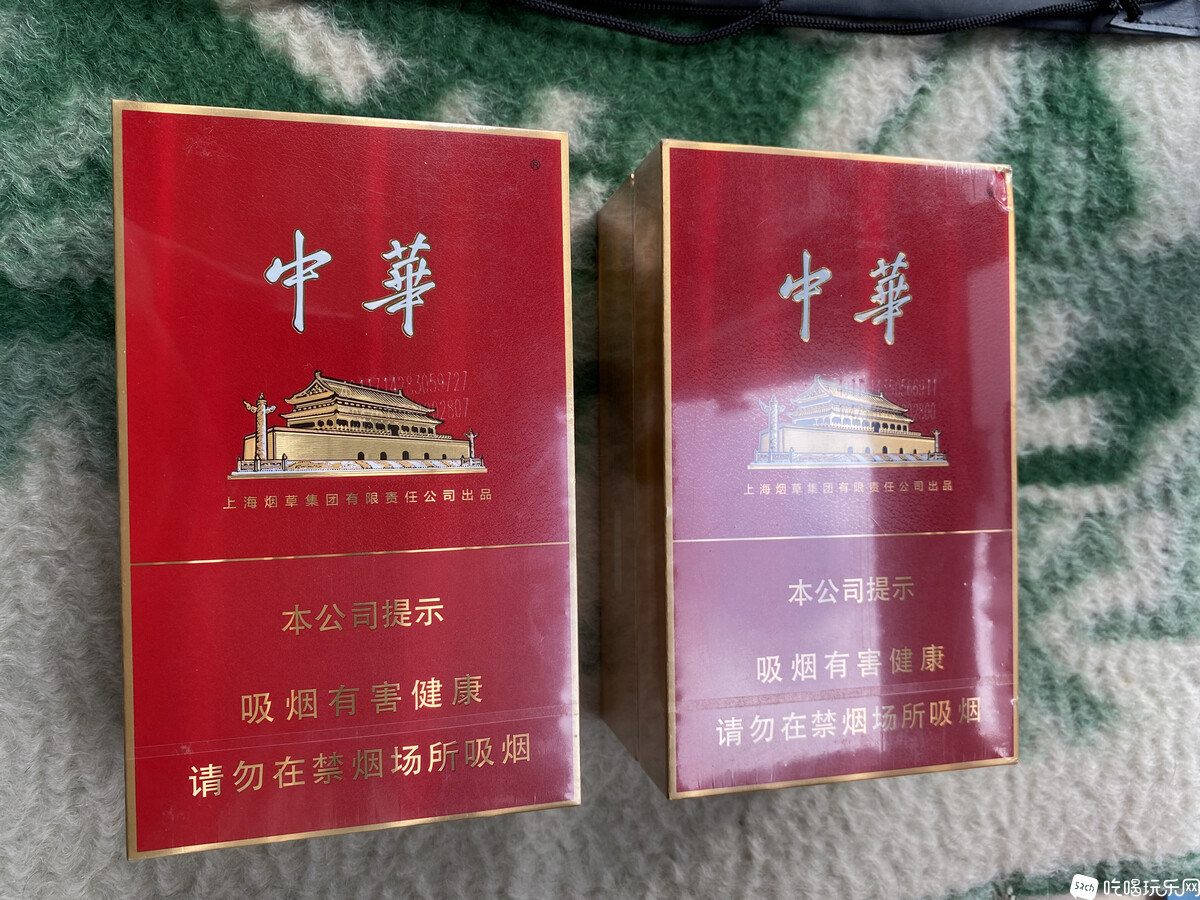 ®
中華
11714283059727
上海烟草集团有限责任公司出品
本公司提示
吸烟有害健康
请勿在禁烟场所吸烟
中華
上海烟草集团有限责任公司出品
本公司提示
吸烟有害健康
请勿在禁烟场所吸烟
吃喝玩乐网